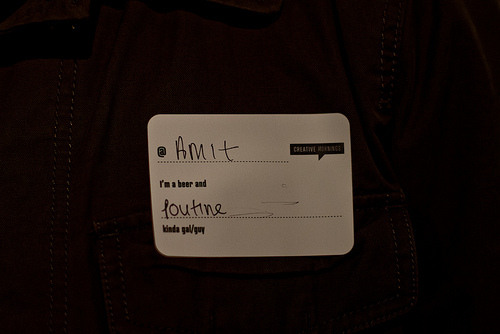 @ Amit
CREATIVE MORNINGS
I'm a beer and
Poutine
kinda gal/guy